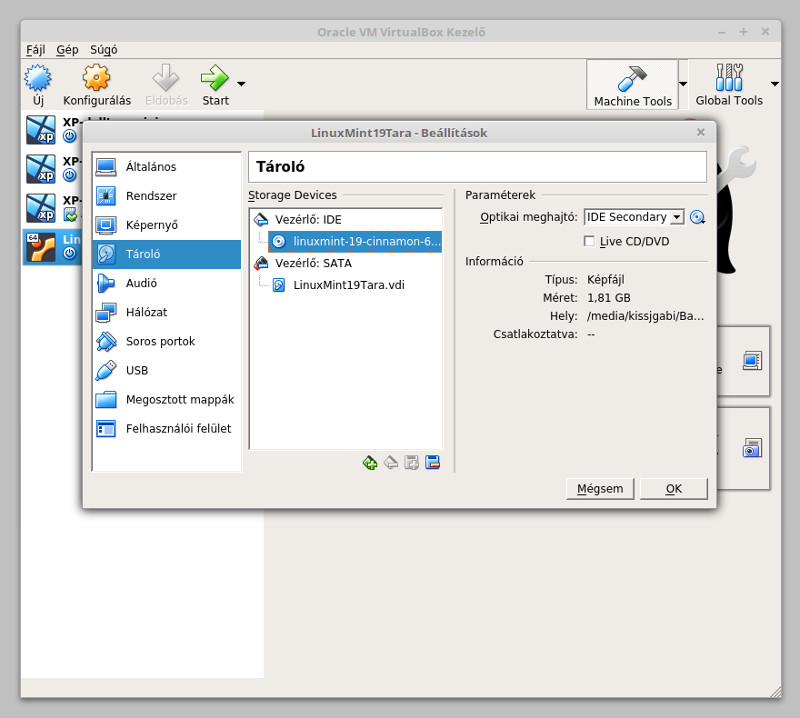 Oracle VM VirtualBox Kezelő
Fájl Gép Súgó
Új Konfigurálás Eldobás Start Machine Tools Global Tools
XP-
XP-
XP-
64 Lin
LinuxMint19Tara - Beállítások
Általános
Rendszer
Képernyő
Tároló
Audió
Hálózat
Soros portok
USB
Megosztott mappák
Felhasználói felület
Tároló
Storage Devices
Vezérlő: IDE
linuxmint-19-cinnamon-6...
Vezérlő: SATA
LinuxMint19Tara.vdi
Paraméterek
Optikai meghajtó: IDE Secondary
Live CD/DVD
Információ
Típus: Képfájl
Méret: 1,81 GB
Hely: /media/kissjgabi/Ba...
Csatlakoztatva: --
Mégsem OK